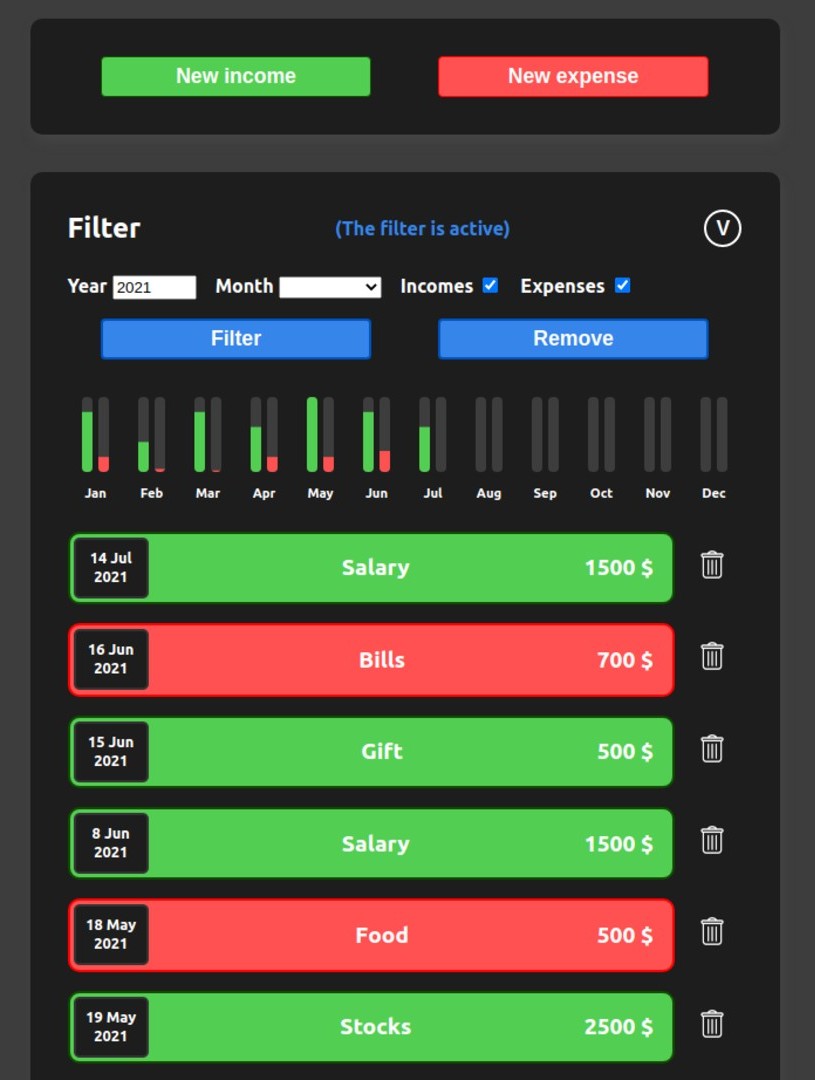 New income New expense
Filter (The filter is active) V
Year 2021 Month Incomes Expenses
Filter Remove
Jan Feb Mar Apr May Jun Jul Aug Sep Oct Nov Dec
14 Jul
2021
Salary 1500 $
16 Jun
2021
Bills 700 $
15 Jun
2021
Gift 500 $
8 Jun
2021
Salary 1500 $
18 May
2021
Food 500 $
19 May
2021
Stocks 2500 $